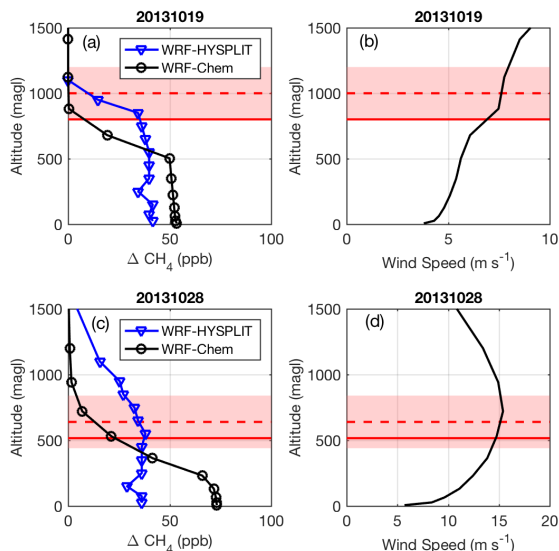 20131019
(a)
WRF-HYSPLIT
WRF-Chem
Altitude (magl)
1500
1000
500
0
0 50 100
Δ CH4 (ppb)
20131019
(b)
Altitude (magl)
1500
1000
500
0
0 5 10
Wind Speed (m s⁻¹)
20131028
(c)
WRF-HYSPLIT
WRF-Chem
Altitude (magl)
1500
1000
500
0
0 50 100
Δ CH4 (ppb)
20131028
(d)
Altitude (magl)
1500
1000
500
0
0 5 10 15 20
Wind Speed (m s⁻¹)